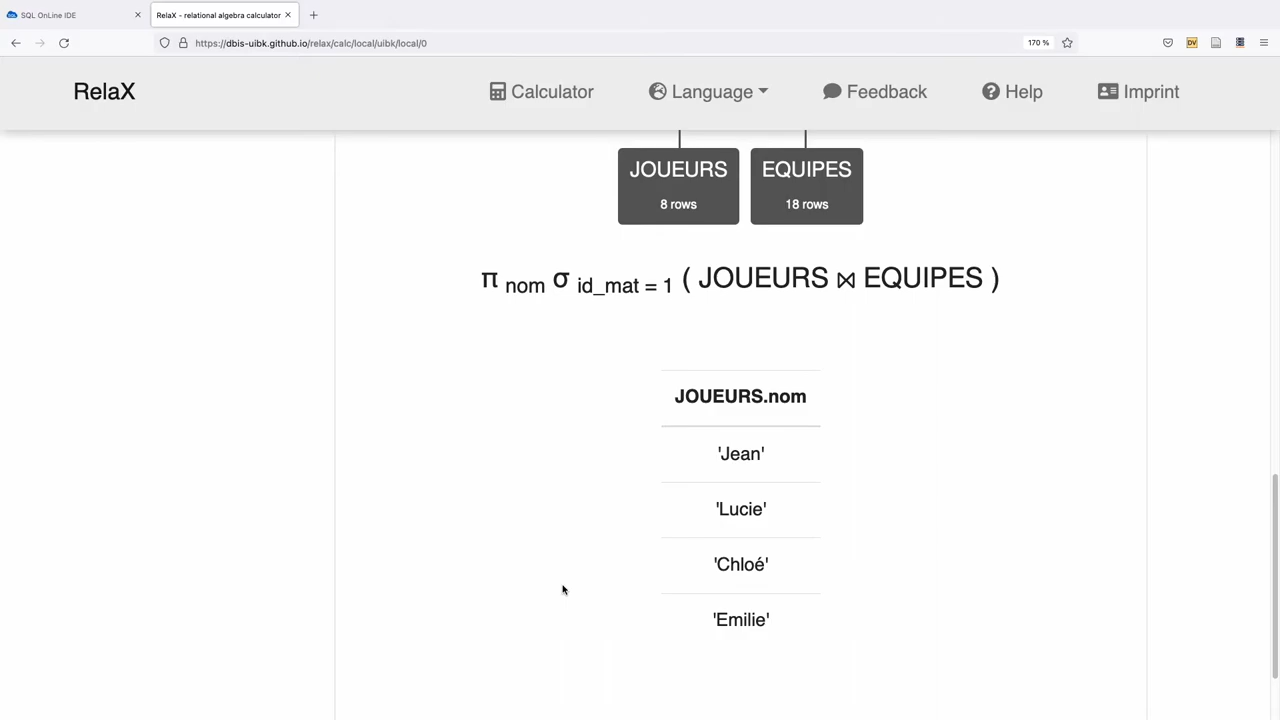 SQL OnLine IDE
RelaX - relational algebra calculator
https://dbis-uibk.github.io/relax/calc/local/uibk/local/0
170 %
DV
RelaX
Calculator
Language
Feedback
Help
Imprint
JOUEURS
8 rows
EQUIPES
18 rows
π nom σ id_mat = 1 ( JOUEURS ⋈ EQUIPES )
JOUEURS.nom
'Jean'
'Lucie'
'Chloé'
'Emilie'